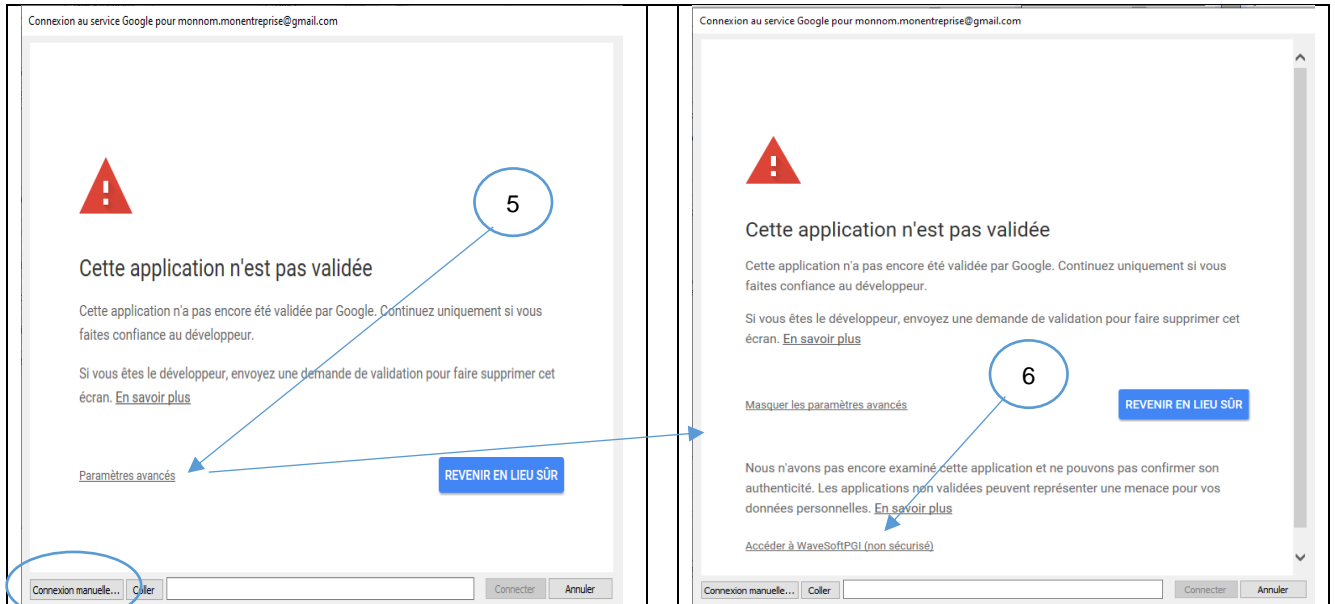 Connexion au service Google pour monnom.monentreprise@gmail.com
5
Cette application n'est pas validée
Cette application n'a pas encore été validée par Google. Continuez uniquement si vous
faites confiance au développeur.
Si vous êtes le développeur, envoyez une demande de validation pour faire supprimer cet
écran. En savoir plus
Paramètres avancés
REVENIR EN LIEU SÛR
Connexion manuelle...
Coller
Connecter
Annuler
Connexion au service Google pour monnom.monentreprise@gmail.com
Cette application n'est pas validée
Cette application n'a pas encore été validée par Google. Continuez uniquement si vous
faites confiance au développeur.
Si vous êtes le développeur, envoyez une demande de validation pour faire supprimer cet
écran. En savoir plus
6
Masquer les paramètres avancés
REVENIR EN LIEU SÛR
Nous n'avons pas encore examiné cette application et ne pouvons pas confirmer son
authenticité. Les applications non validées peuvent représenter une menace pour vos
données personnelles. En savoir plus
Accéder à WaveSoftPGI (non sécurisé)
Connexion manuelle...
Coller
Connecter
Annuler